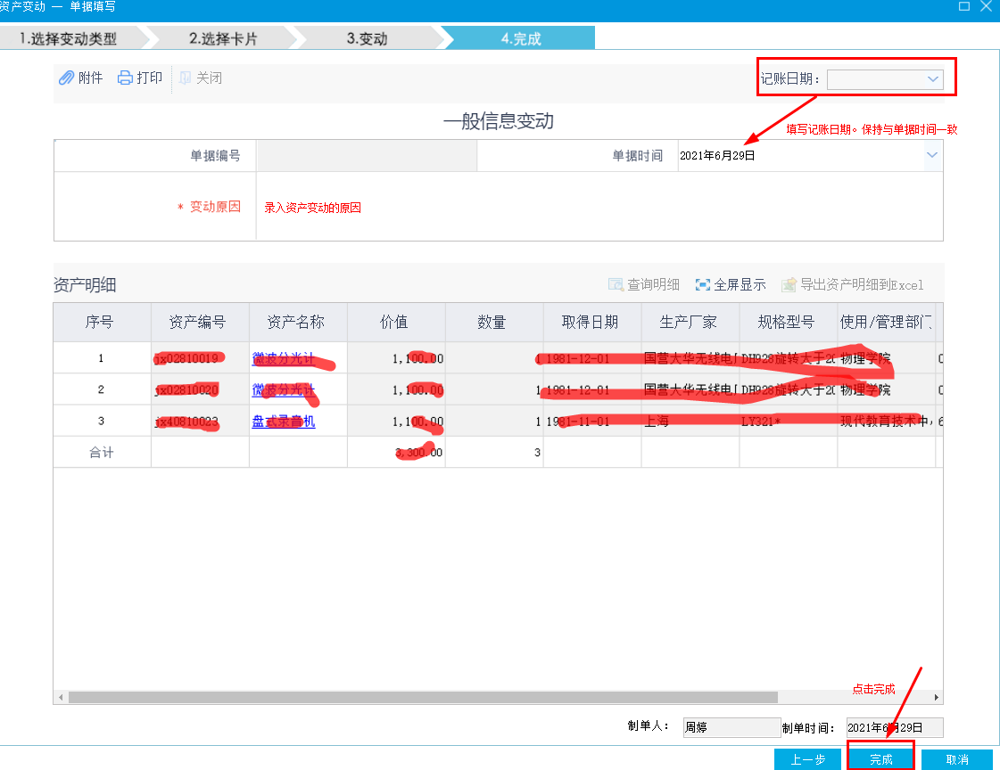 资产变动 — 单据填写
1.选择变动类型 2.选择卡片 3.变动 4.完成
附件 打印 关闭 记账日期：
填写记账日期。保持与单据时间一致
一般信息变动
单据编号 单据时间 2021年6月29日
* 变动原因 录入资产变动的原因
资产明细 查询明细 全屏显示 导出资产明细到Excel
序号 资产编号 资产名称 价值 数量 取得日期 生产厂家 规格型号 使用/管理部门
1 jx02810019 微波分光计 1,100.00 1 1981-12-01 国营大华无线电厂 DH928旋转大于20 物理学院 0
2 jx02810020 微波分光计 1,100.00 1 1981-12-01 国营大华无线电厂 DH928旋转大于20 物理学院 0
3 jx40810023 盘式录音机 1,100.00 1 1981-11-01 上海 LY321* 现代教育技术中, 6
合计 3,300.00 3
点击完成
制单人： 周婷 制单时间： 2021年6月29日
上一步 完成 取消